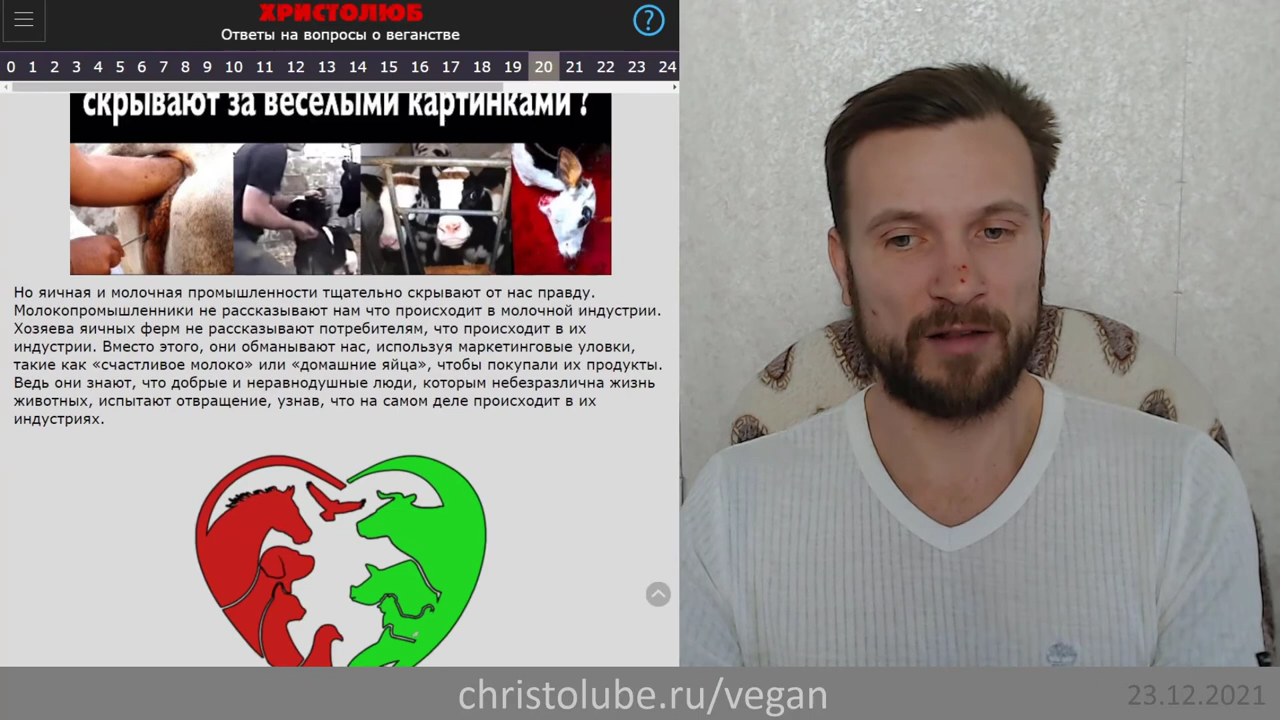 ХРИСТОЛЮБ
Ответы на вопросы о веганстве
0 1 2 3 4 5 6 7 8 9 10 11 12 13 14 15 16 17 18 19 20 21 22 23 24
скрывают за весёлыми картинками?
Но яичная и молочная промышленности тщательно скрывают от нас правду.
Молокопромышленники не рассказывают нам что происходит в молочной индустрии.
Хозяева яичных ферм не рассказывают потребителям, что происходит в их
индустрии. Вместо этого, они обманывают нас, используя маркетинговые уловки,
такие как «счастливое молоко» или «домашние яйца», чтобы покупали их продукты.
Ведь они знают, что добрые и неравнодушные люди, которым небезразлична жизнь
животных, испытают отвращение, узнав, что на самом деле происходит в их
индустриях.
christolube.ru/vegan
23.12.2021